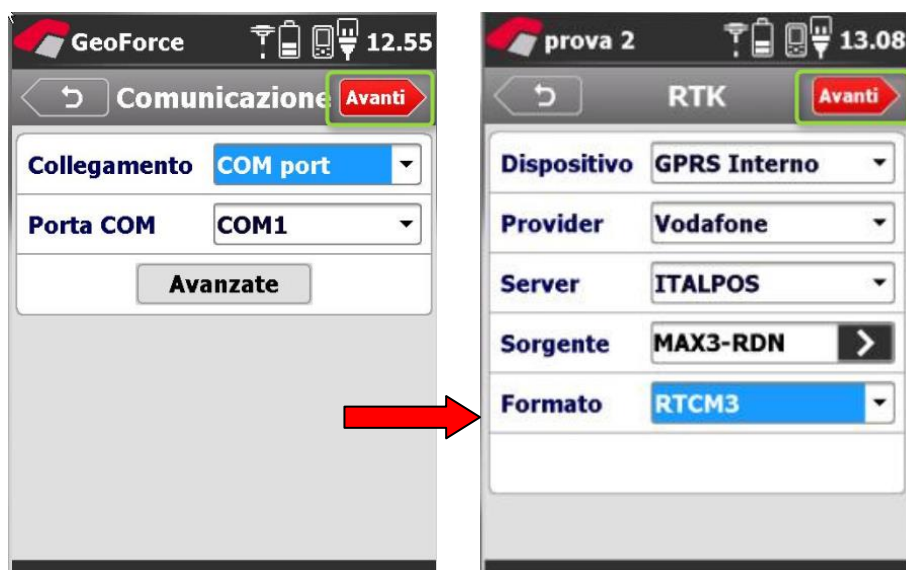 GeoForce 12.55
Comunicazione Avanti
Collegamento COM port
Porta COM COM1
Avanzate
prova 2 13.08
RTK Avanti
Dispositivo GPRS Interno
Provider Vodafone
Server ITALPOS
Sorgente MAX3-RDN
Formato RTCM3